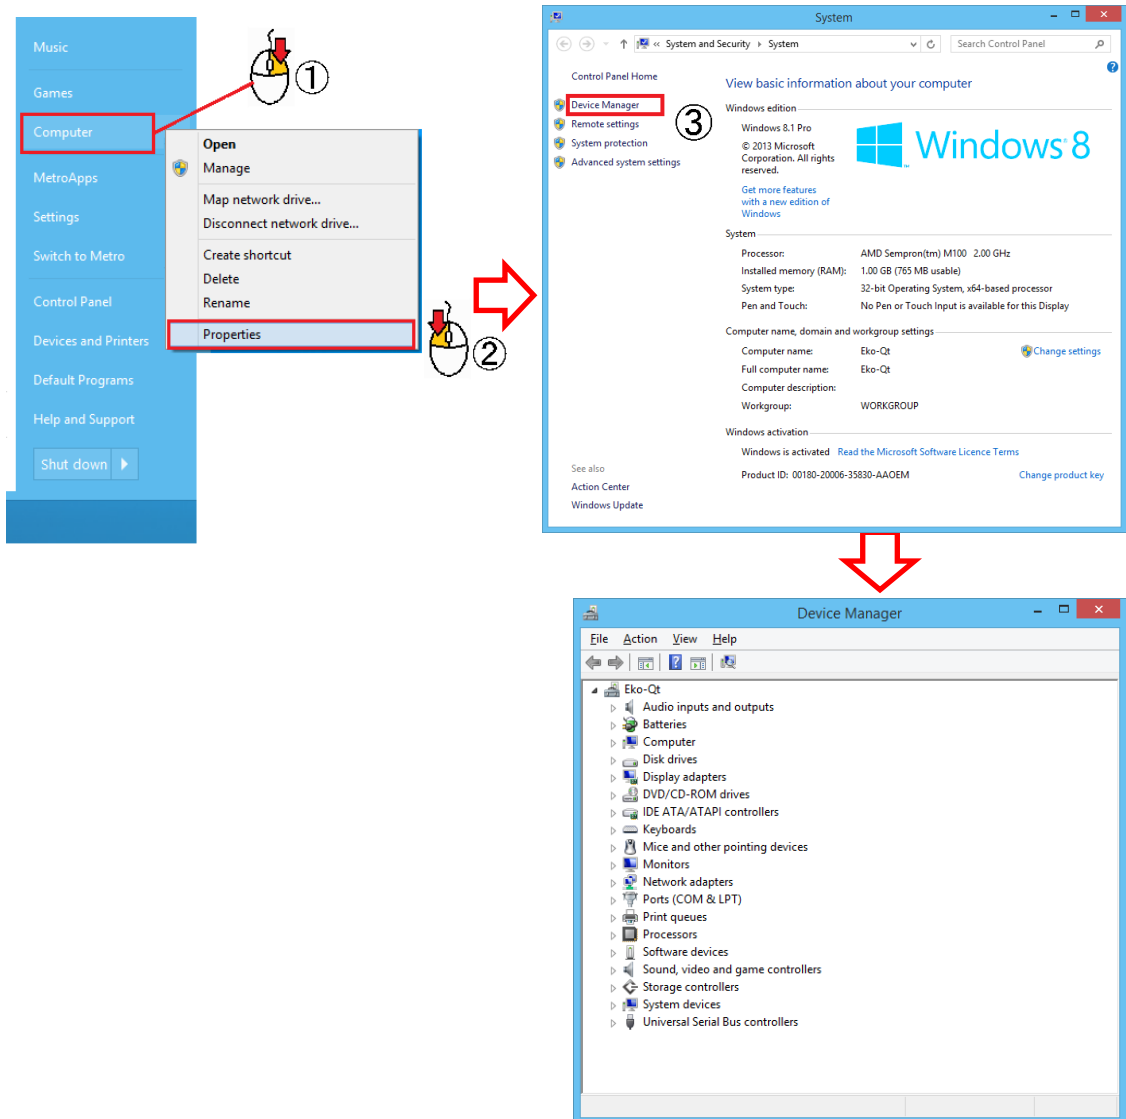 Music
Games
Computer
MetroApps
Settings
Switch to Metro
Control Panel
Devices and Printers
Default Programs
Help and Support
Shut down
①
Open
Manage
Map network drive...
Disconnect network drive...
Create shortcut
Delete
Rename
Properties
②
System
« System and Security System
Search Control Panel
Control Panel Home
Device Manager
③
Remote settings
System protection
Advanced system settings
See also
Action Center
Windows Update
View basic information about your computer
Windows edition
Windows 8.1 Pro
© 2013 Microsoft
Corporation. All rights
reserved.
Get more features
with a new edition of
Windows
Windows 8
System
Processor: AMD Sempron(tm) M100 2.00 GHz
Installed memory (RAM): 1.00 GB (765 MB usable)
System type: 32-bit Operating System, x64-based processor
Pen and Touch: No Pen or Touch Input is available for this Display
Computer name, domain and workgroup settings
Computer name: Eko-Qt Change settings
Full computer name: Eko-Qt
Computer description:
Workgroup: WORKGROUP
Windows activation
Windows is activated Read the Microsoft Software Licence Terms
Product ID: 00180-20006-35830-AAOEM Change product key
Device Manager
File Action View Help
Eko-Qt
Audio inputs and outputs
Batteries
Computer
Disk drives
Display adapters
DVD/CD-ROM drives
IDE ATA/ATAPI controllers
Keyboards
Mice and other pointing devices
Monitors
Network adapters
Ports (COM & LPT)
Print queues
Processors
Software devices
Sound, video and game controllers
Storage controllers
System devices
Universal Serial Bus controllers